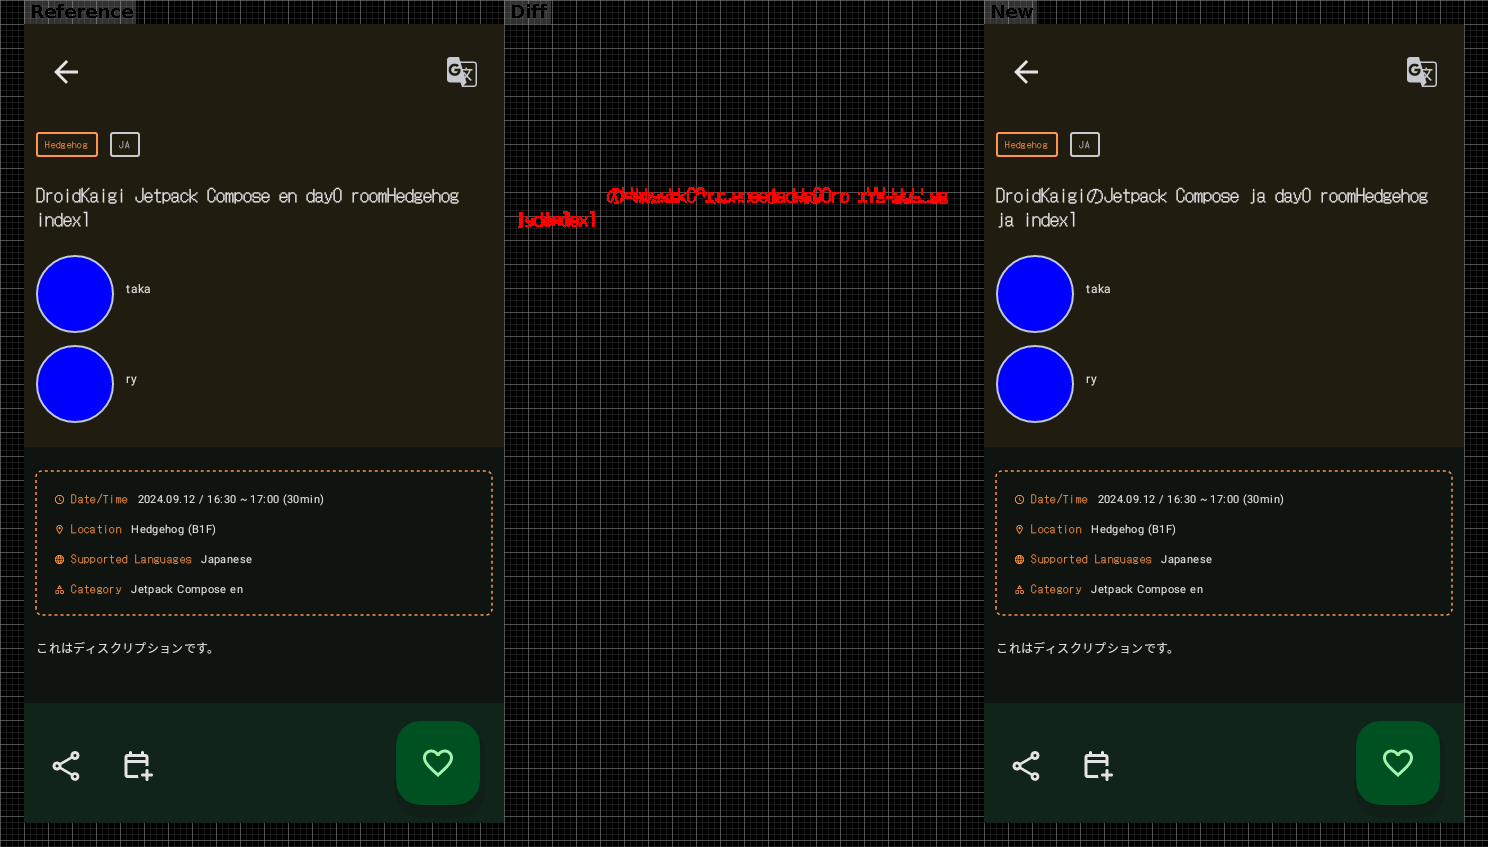 Reference
Diff
New
Hedgehog
JA
DroidKaigi Jetpack Compose en day0 roomHedgehog
index1
taka
ry
Date/Time 2024.09.12 / 16:30 ~ 17:00 (30min)
Location Hedgehog (B1F)
Supported Languages Japanese
Category Jetpack Compose en
これはディスクリプションです。
Hedgehog
JA
DroidKaigiのJetpack Compose ja day0 roomHedgehog
ja index1
taka
ry
Date/Time 2024.09.12 / 16:30 ~ 17:00 (30min)
Location Hedgehog (B1F)
Supported Languages Japanese
Category Jetpack Compose en
これはディスクリプションです。